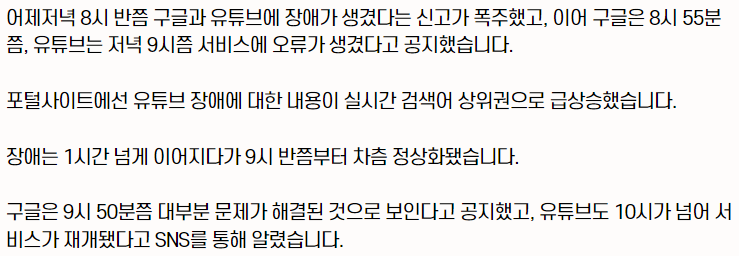 어제저녁 8시 반쯤 구글과 유튜브에 장애가 생겼다는 신고가 폭주했고, 이어 구글은 8시 55분
쯤, 유튜브는 저녁 9시쯤 서비스에 오류가 생겼다고 공지했습니다.
포털사이트에선 유튜브 장애에 대한 내용이 실시간 검색어 상위권으로 급상승했습니다.
장애는 1시간 넘게 이어지다가 9시 반쯤부터 차츰 정상화됐습니다.
구글은 9시 50분쯤 대부분 문제가 해결된 것으로 보인다고 공지했고, 유튜브도 10시가 넘어 서
비스가 재개됐다고 SNS를 통해 알렸습니다.